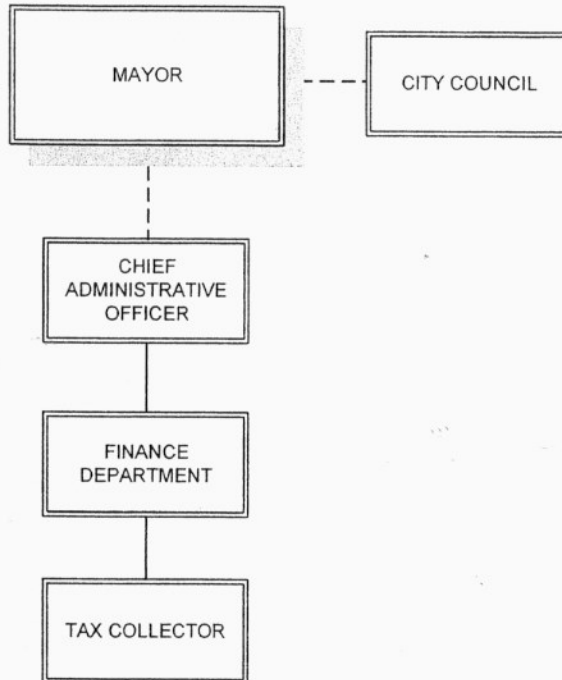 MAYOR
CITY COUNCIL
CHIEF
ADMINISTRATIVE
OFFICER
FINANCE
DEPARTMENT
TAX COLLECTOR